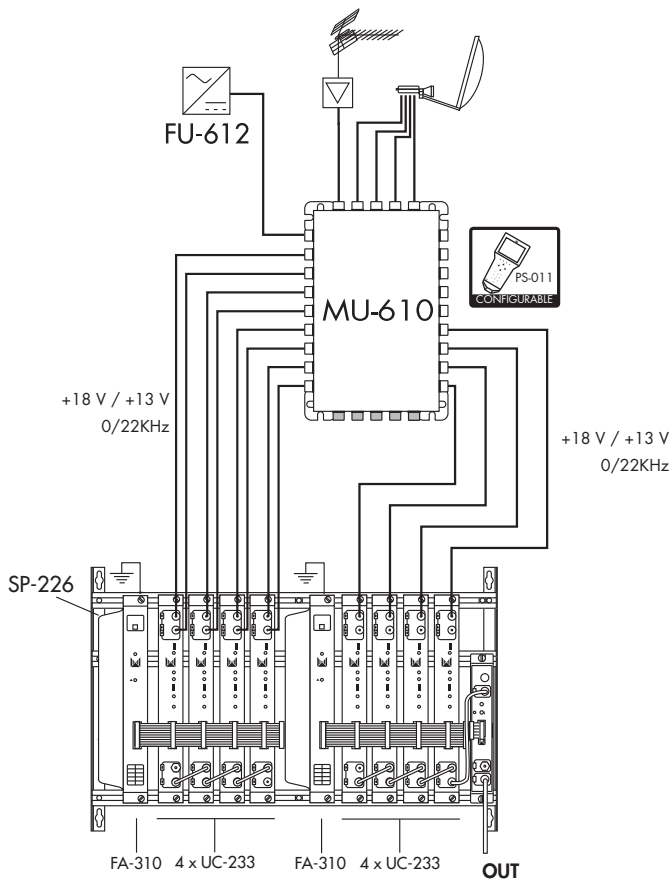 FU-612
PS-011
CONFIGURABLE
MU-610
+18 V / +13 V
0/22KHz
+18 V / +13 V
0/22KHz
SP-226
FA-310
4 x UC-233
FA-310
4 x UC-233
OUT